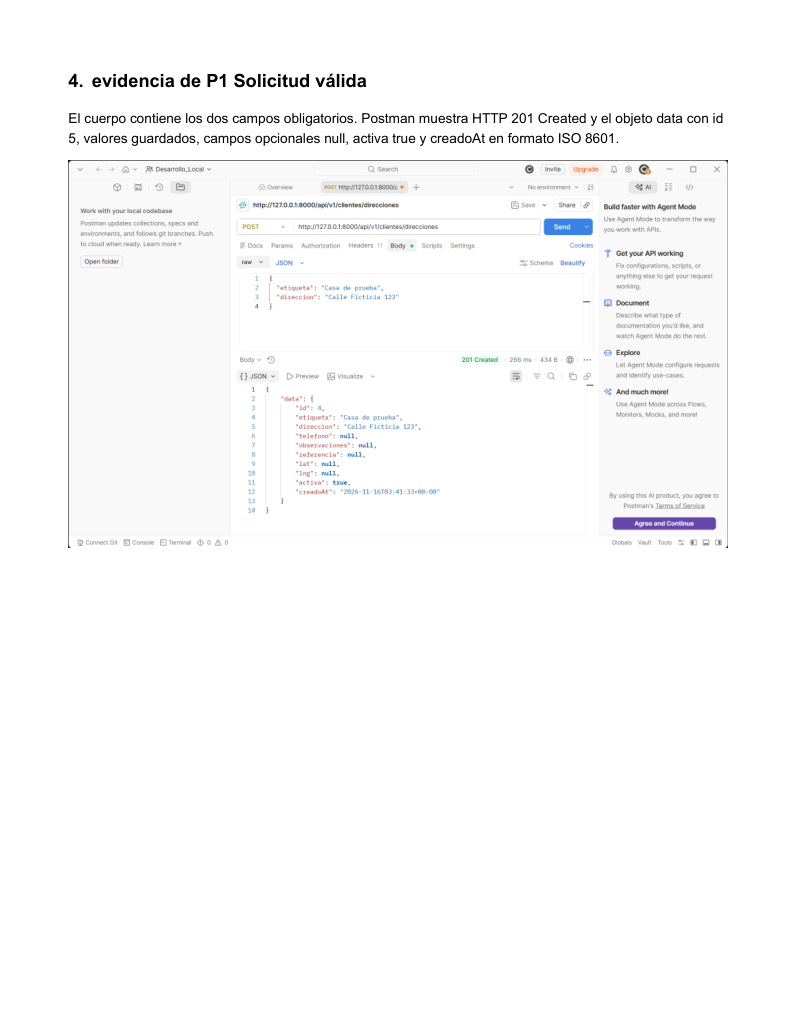 4. evidencia de P1 Solicitud válida
El cuerpo contiene los dos campos obligatorios. Postman muestra HTTP 201 Created y el objeto data con id
5, valores guardados, campos opcionales null, activa true y creadoAt en formato ISO 8601.
Desarrollo_Local
Search
Invite
Upgrade
Overview
POST http://127.0.0.1:8000/a
No environment
AI
Work with your local codebase
Postman updates collections, specs and
environments, and follows git branches. Push
to cloud when ready. Learn more
Open folder
http://127.0.0.1:8000/api/v1/clientes/direcciones
Save
Share
POST
http://127.0.0.1:8000/api/v1/clientes/direcciones
Send
Docs Params Authorization Headers 11 Body Scripts Settings
Cookies
raw
JSON
Schema
Beautify
1 {
2 "etiqueta": "Casa de prueba",
3 "direccion": "Calle Ficticia 123"
4 }
Body
201 Created · 266 ms · 434 B
{ } JSON
Preview
Visualize
1 {
2 "data": {
3 "id": 4,
4 "etiqueta": "Casa de prueba",
5 "direccion": "Calle Ficticia 123",
6 "telefono": null,
7 "observaciones": null,
8 "referencia": null,
9 "lat": null,
10 "lng": null,
11 "activa": true,
12 "creadoAt": "2026-11-16T03:41:33+00:00"
13 }
14 }
Build faster with Agent Mode
Use Agent Mode to transform the way
you work with APIs.
Get your API working
Fix configurations, scripts, or
anything else to get your request
working.
Document
Describe what type of
documentation you'd like, and
watch Agent Mode do the rest.
Explore
Let Agent Mode configure requests
and identify use-cases.
And much more!
Use Agent Mode across Flows,
Monitors, Mocks, and more!
By using this AI product, you agree to
Postman's Terms of Service
Agree and Continue
Connect Git
Console
Terminal
0
0
Globals
Vault
Tools